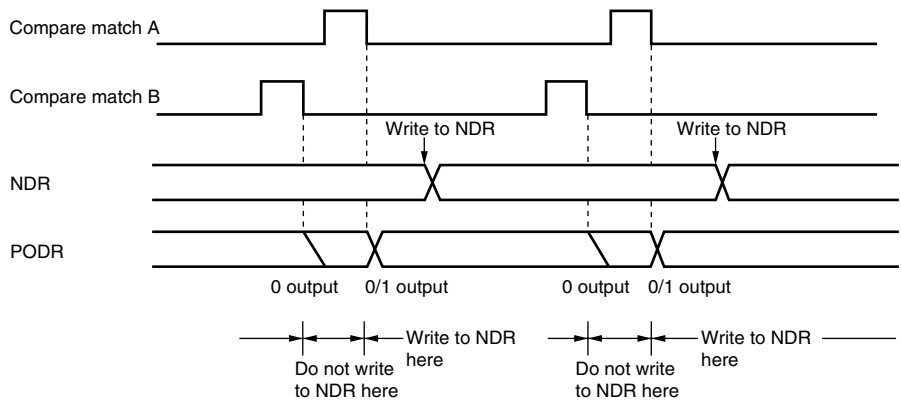 Compare match A
Compare match B
Write to NDR
Write to NDR
NDR
PODR
0 output
0/1 output
0 output
0/1 output
Write to NDR
here
Do not write
to NDR here
Write to NDR
here
Do not write
to NDR here